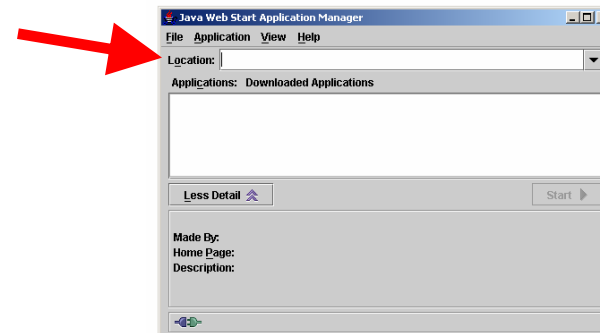 Java Web Start Application Manager
File Application View Help
Location:
Applications: Downloaded Applications
Less Detail Start
Made By:
Home Page:
Description: